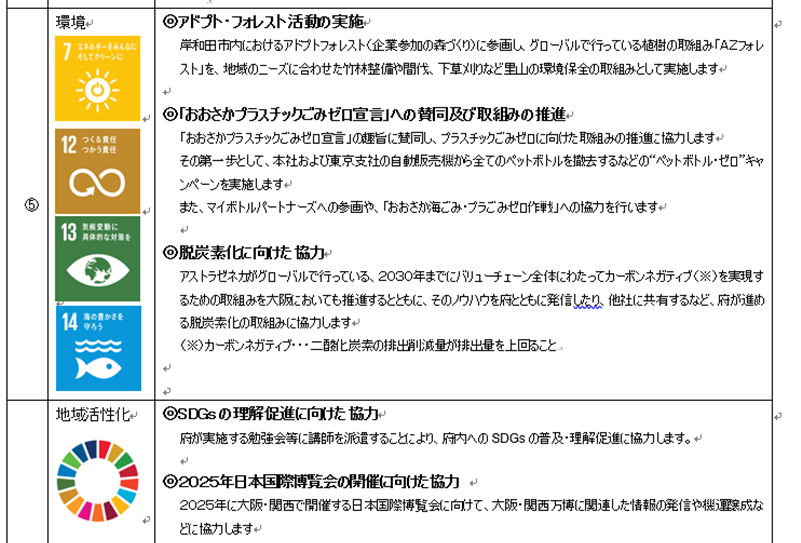 環境
7 エネルギーをみんなに
そしてクリーンに
12 つくる責任
つかう責任
13 気候変動に
具体的な対策を
14 海の豊かさを
守ろう
⑤
◎アドプト・フォレスト活動の実施
岸和田市内におけるアドプトフォレスト（企業参加の森づくり）に参画し、グローバルで行っている植樹の取組み「AZフォレ
スト」を、地域のニーズに合わせた竹林整備や間伐、下草刈りなど里山の環境保全の取組みとして実施します
◎「おおさかプラスチックごみゼロ宣言」への賛同及び取組みの推進
「おおさかプラスチックごみゼロ宣言」の趣旨に賛同し、プラスチックごみゼロに向けた取組みの推進に協力します
その第一歩として、本社および東京支社の自動販売機から全てのペットボトルを撤去するなどの“ペットボトル・ゼロ”キャ
ンペーンを実施します
また、マイボトルパートナーズへの参画や、「おおさか海ごみ・プラごみゼロ作戦」への協力を行います
◎脱炭素化に向けた協力
アストラゼネカがグローバルで行っている、2030年までにバリューチェーン全体にわたってカーボンネガティブ（※）を実現す
るための取組みを大阪においても推進するとともに、そのノウハウを府とともに発信したり、他社に共有するなど、府が進め
る脱炭素化の取組みに協力します
（※）カーボンネガティブ・・・二酸化炭素の排出削減量が排出量を上回ること
地域活性化
◎SDGsの理解促進に向けた協力
府が実施する勉強会等に講師を派遣することにより、府内へのSDGsの普及・理解促進に協力します。
◎2025年日本国際博覧会の開催に向けた協力
2025年に大阪・関西で開催する日本国際博覧会に向けて、大阪・関西万博に関連した情報の発信や機運醸成な
どに協力します